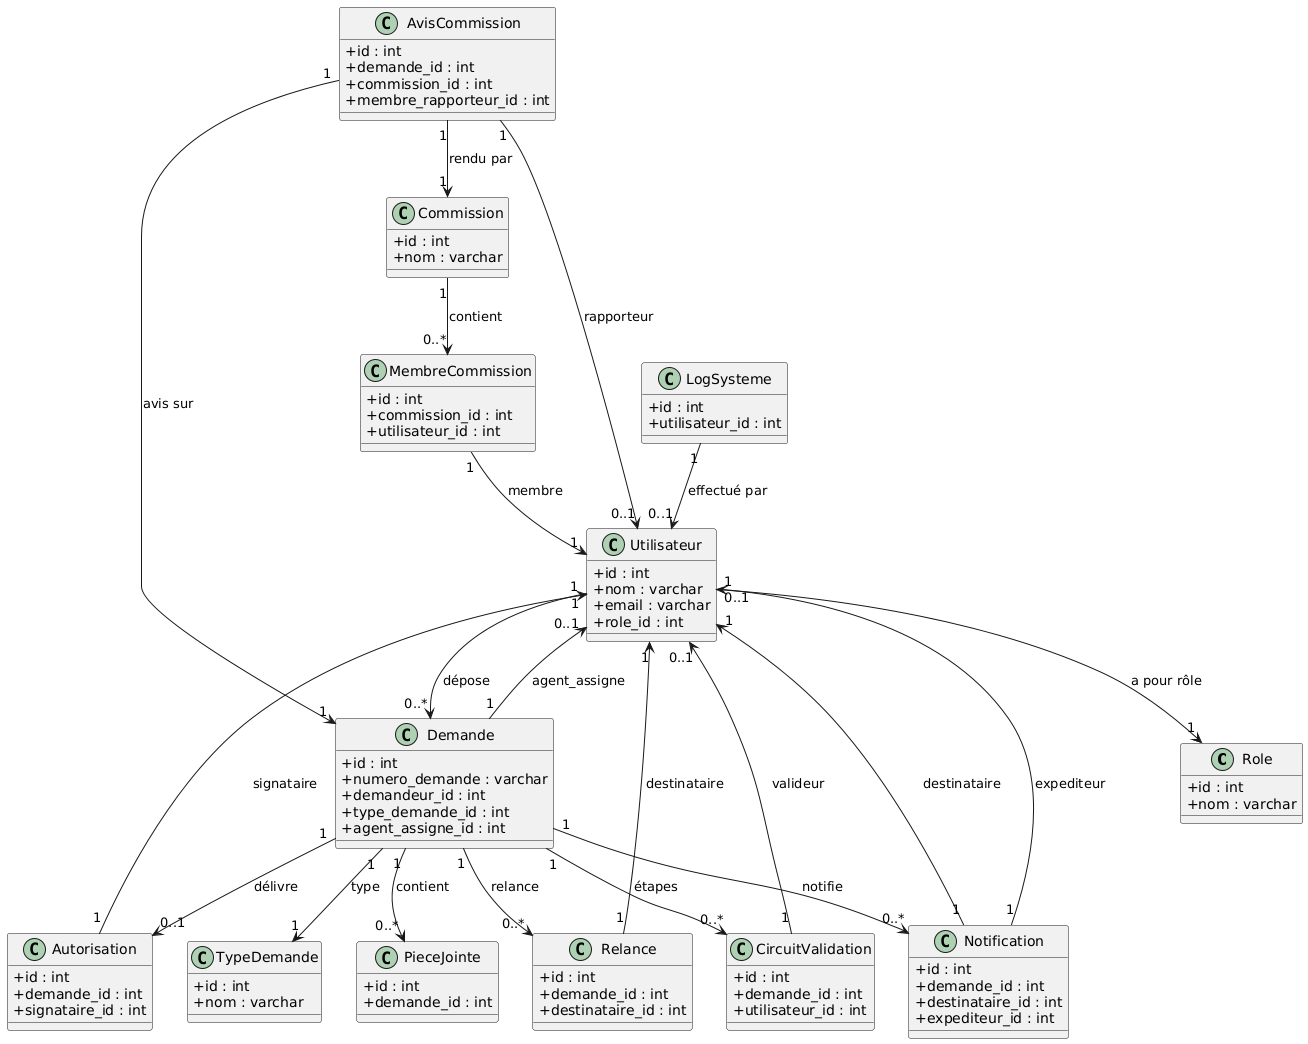 C AvisCommission
+id : int
+demande_id : int
+commission_id : int
+membre_rapporteur_id : int
1
1
1
rendu par
1
C Commission
+id : int
+nom : varchar
1
contient
0..*
rapporteur
C MembreCommission
+id : int
+commission_id : int
+utilisateur_id : int
C LogSysteme
+id : int
+utilisateur_id : int
avis sur
1
1
membre
effectué par
0..1
0..1
1
C Utilisateur
+id : int
+nom : varchar
+email : varchar
+role_id : int
1
1
0..1
1
0..1
1
1
0..1
dépose
agent_assigne
a pour rôle
0..*
1
1
1
C Demande
+id : int
+numero_demande : varchar
+demandeur_id : int
+type_demande_id : int
+agent_assigne_id : int
C Role
+id : int
+nom : varchar
signataire
destinataire
valideur
destinataire
expediteur
1
1
1
1
1
1
délivre
type
contient
relance
étapes
notifie
1
0..1
1
0..*
0..*
1
0..*
1
0..*
1
1
C Autorisation
+id : int
+demande_id : int
+signataire_id : int
C TypeDemande
+id : int
+nom : varchar
C PieceJointe
+id : int
+demande_id : int
C Relance
+id : int
+demande_id : int
+destinataire_id : int
C CircuitValidation
+id : int
+demande_id : int
+utilisateur_id : int
C Notification
+id : int
+demande_id : int
+destinataire_id : int
+expediteur_id : int